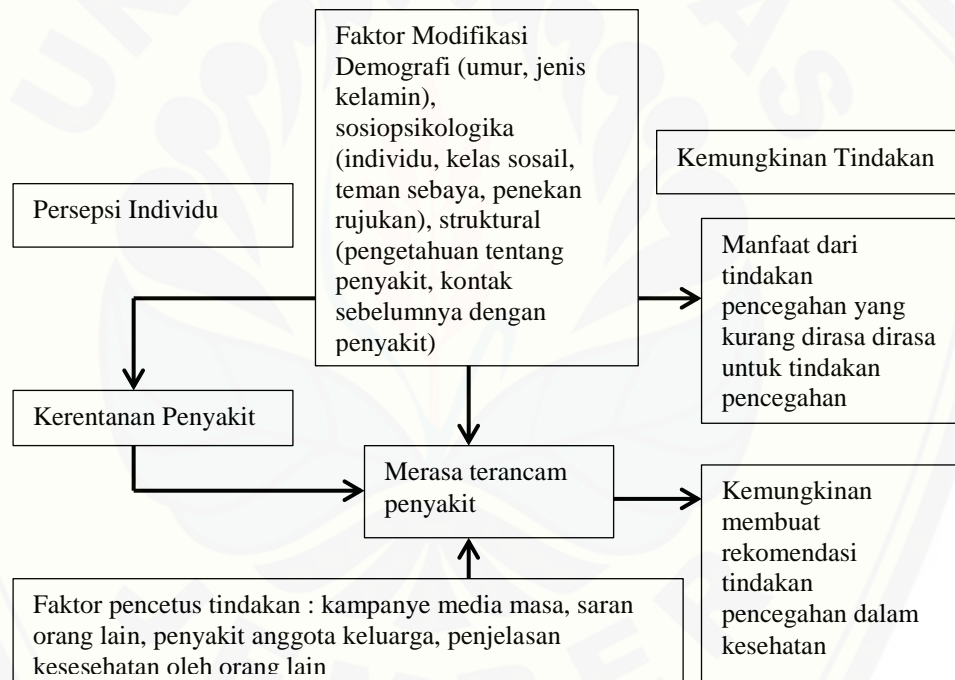 Faktor Modifikasi
Demografi (umur, jenis
kelamin),
sosiopsikologika
(individu, kelas sosail,
teman sebaya, penekan
rujukan), struktural
(pengetahuan tentang
penyakit, kontak
sebelumnya dengan
penyakit)
Kemungkinan Tindakan
Persepsi Individu
Manfaat dari
tindakan
pencegahan yang
kurang dirasa dirasa
untuk tindakan
pencegahan
Kerentanan Penyakit
Merasa terancam
penyakit
Kemungkinan
membuat
rekomendasi
tindakan
pencegahan dalam
kesehatan
Faktor pencetus tindakan : kampanye media masa, saran
orang lain, penyakit anggota keluarga, penjelasan
kesesehatan oleh orang lain